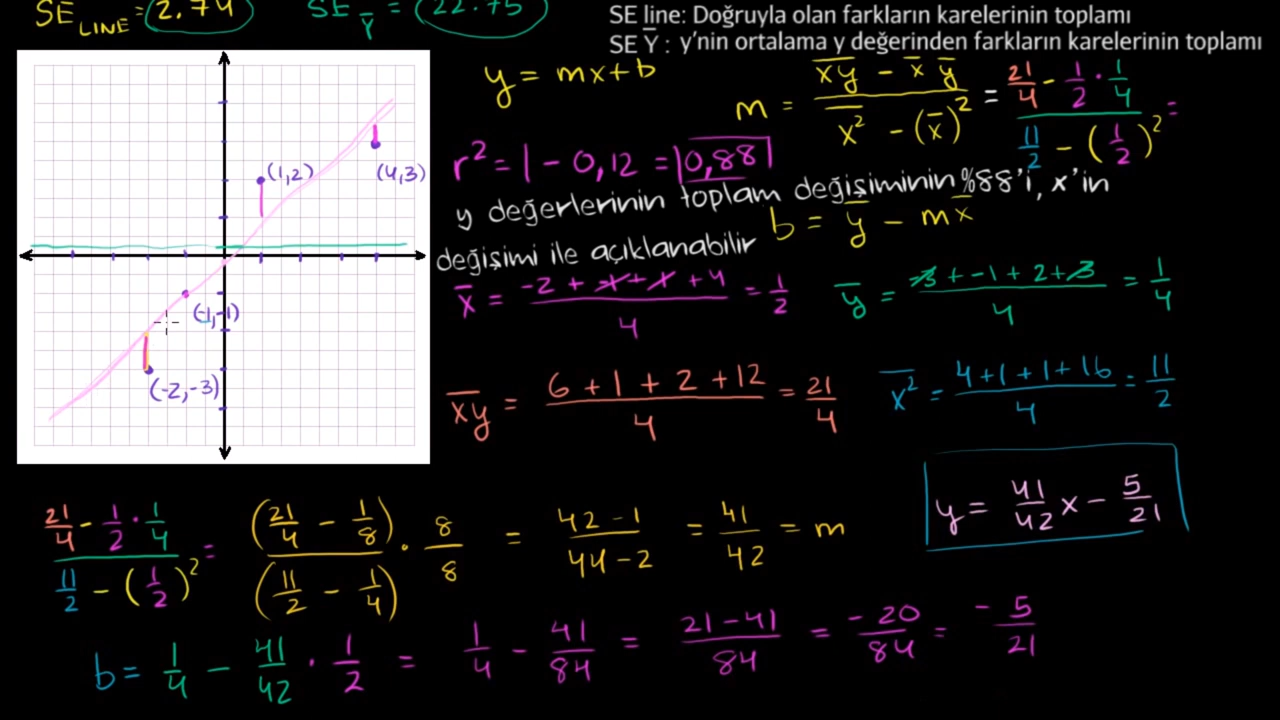 SE LINE = 2.74
SE Y̅ = 22.75
SE line: Doğruyla olan farkların karelerinin toplamı
SE Y̅ : y'nin ortalama y değerinden farkların karelerinin toplamı
y = mx+b
m = (x̅y̅ - x̅ y̅) / (x̅²̅ - (x̅)²) = (21/4 - 1/2 · 1/4) / (11/2 - (1/2)²) =
r² = 1 - 0,12 = 0,88
y değerlerinin toplam değişiminin %88'i, x'in
değişimi ile açıklanabilir
b = y̅ - mx̅
(1,2)
(4,3)
(-1,-1)
(-2,-3)
x̅ = (-2 + -1 + 1 + 4) / 4 = 1/2
y̅ = (-3 + -1 + 2 + 3) / 4 = 1/4
x̅y̅ = (6 + 1 + 2 + 12) / 4 = 21/4
x̅²̅ = (4 + 1 + 1 + 16) / 4 = 11/2
y = 41/42 x - 5/21
(21/4 - 1/2 · 1/4) / (11/2 - (1/2)²) = (21/4 - 1/8) / (11/2 - 1/4) · 8/8 = (42 - 1) / (44 - 2) = 41/42 = m
b = 1/4 - 41/42 · 1/2 = 1/4 - 41/84 = (21 - 41) / 84 = -20/84 = -5/21